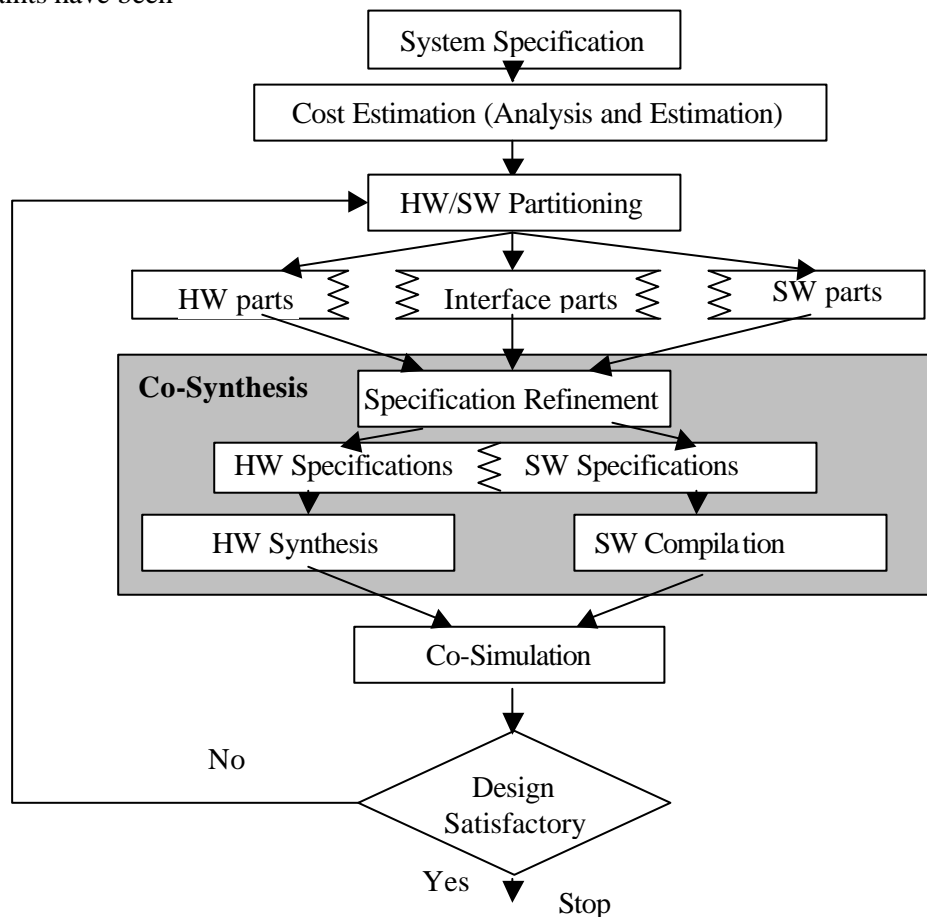 aints have been
System Specification
Cost Estimation (Analysis and Estimation)
HW/SW Partitioning
HW parts
Interface parts
SW parts
Co-Synthesis
Specification Refinement
HW Specifications
SW Specifications
HW Synthesis
SW Compilation
Co-Simulation
No
Design
Satisfactory
Yes
Stop